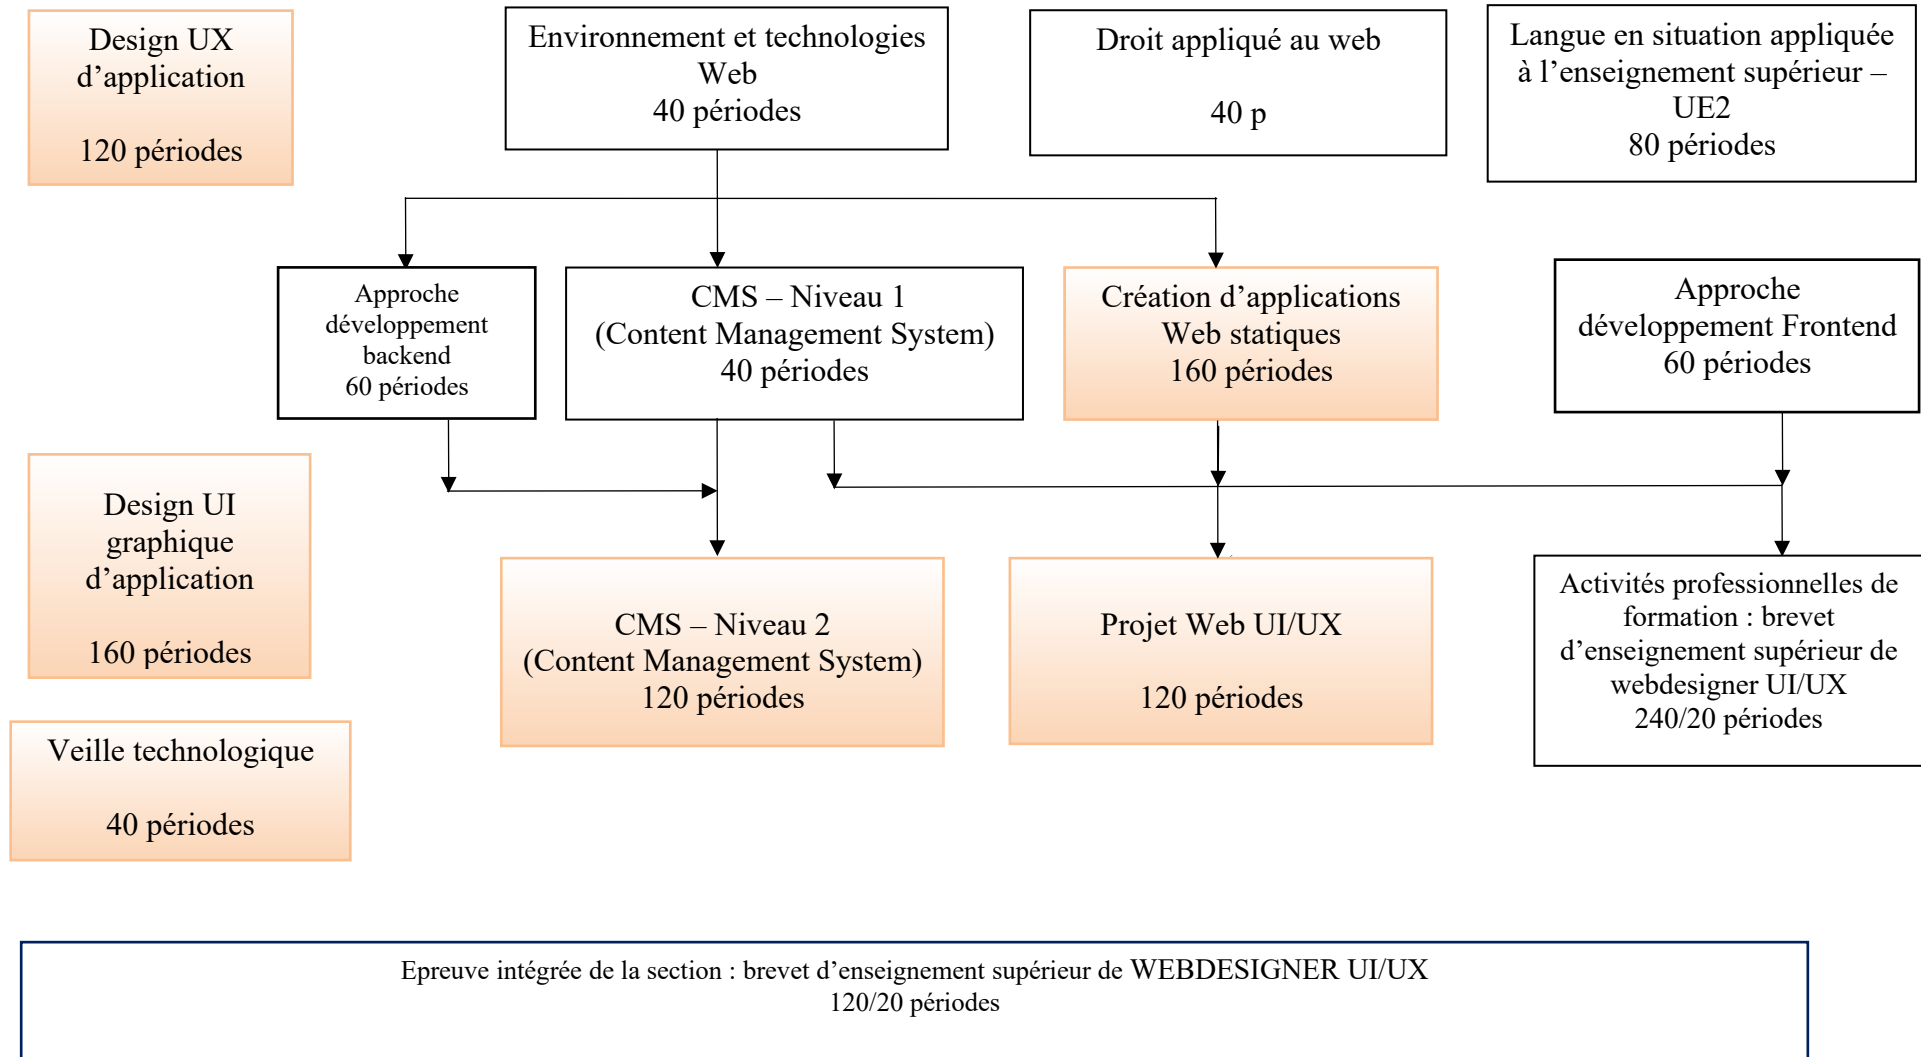 Design UX
d’application
120 périodes
Environnement et technologies
Web
40 périodes
Droit appliqué au web
40 p
Langue en situation appliquée
à l’enseignement supérieur –
UE2
80 périodes
Approche
développement
backend
60 périodes
CMS – Niveau 1
(Content Management System)
40 périodes
Création d’applications
Web statiques
160 périodes
Approche
développement Frontend
60 périodes
Design UI
graphique
d’application
160 périodes
CMS – Niveau 2
(Content Management System)
120 périodes
Projet Web UI/UX
120 périodes
Activités professionnelles de
formation : brevet
d’enseignement supérieur de
webdesigner UI/UX
240/20 périodes
Veille technologique
40 périodes
Epreuve intégrée de la section : brevet d’enseignement supérieur de WEBDESIGNER UI/UX
120/20 périodes